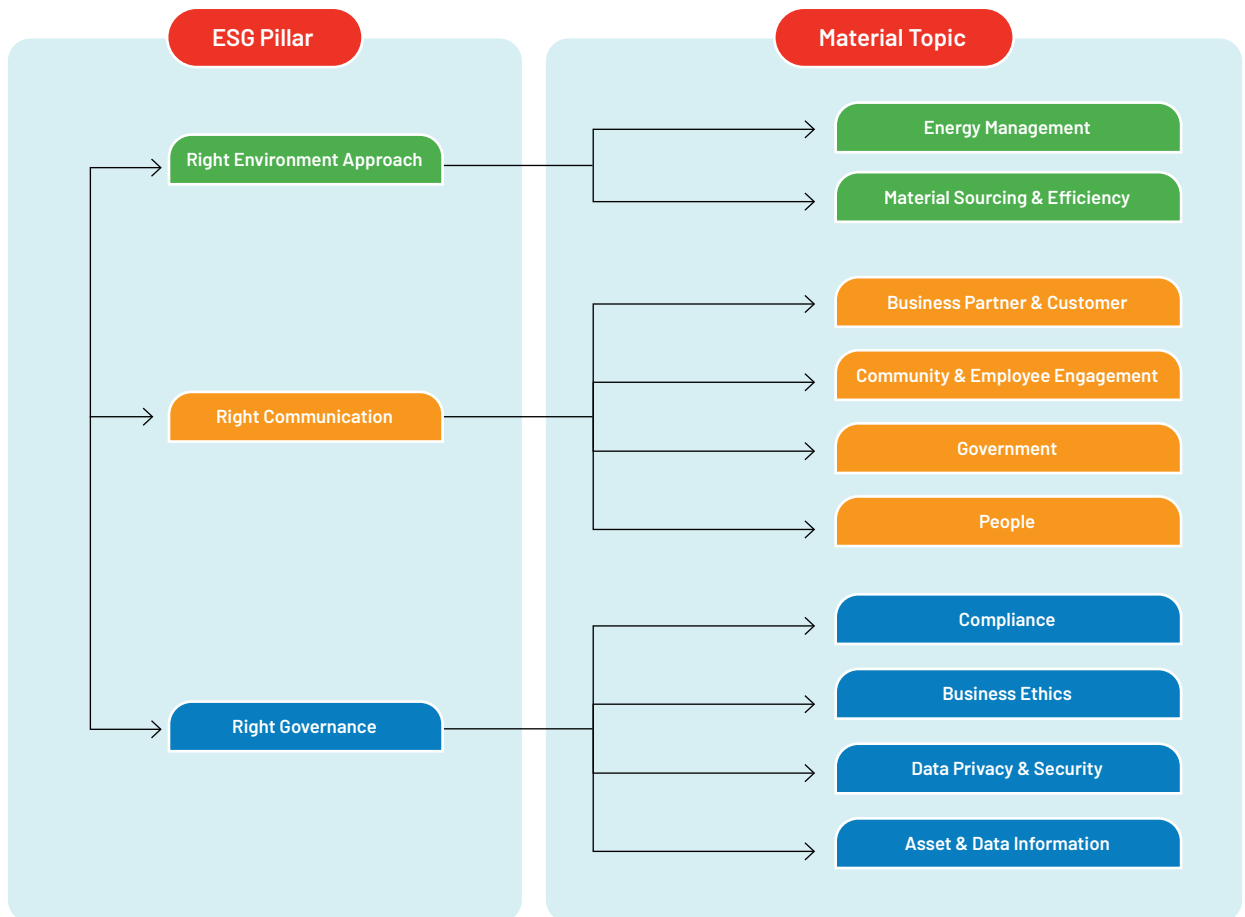 ESG Pillar
Material Topic
Right Environment Approach
Energy Management
Material Sourcing & Efficiency
Right Communication
Business Partner & Customer
Community & Employee Engagement
Government
People
Right Governance
Compliance
Business Ethics
Data Privacy & Security
Asset & Data Information